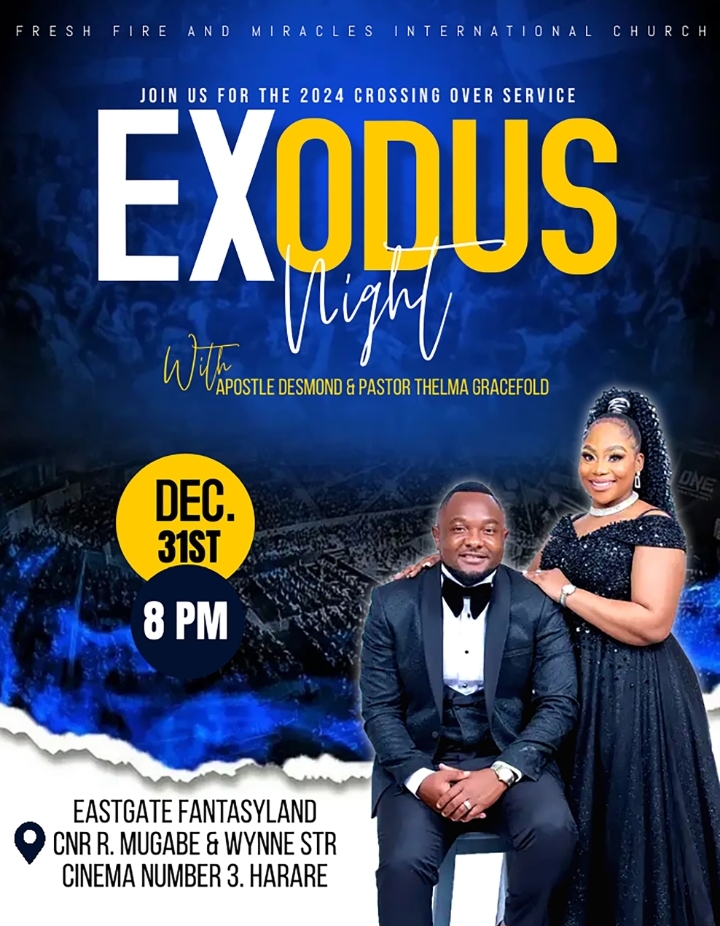 FRESH FIRE AND MIRACLES INTERNATIONAL CHURCH
JOIN US FOR THE 2024 CROSSING OVER SERVICE
EXODUS
Night
With
APOSTLE DESMOND & PASTOR THELMA GRACEFOLD
ONE
DEC.
31ST
8 PM
EASTGATE FANTASYLAND
CNR R. MUGABE & WYNNE STR
CINEMA NUMBER 3. HARARE